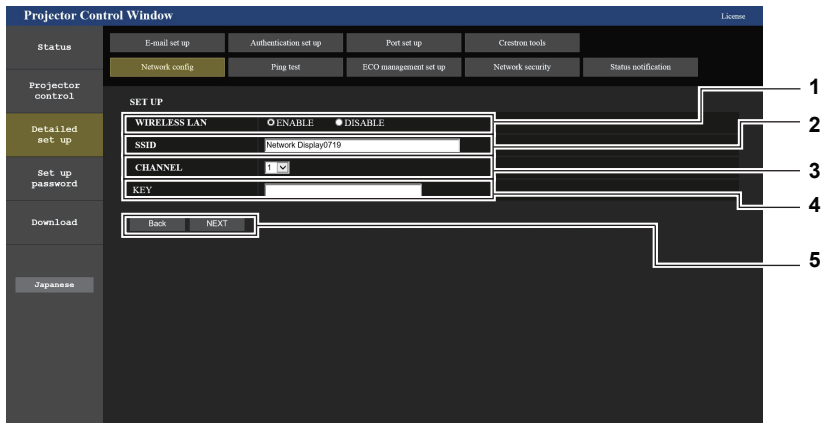 Projector Control Window
License
Status
E-mail set up
Authentication set up
Port set up
Crestron tools
Network config
Ping test
ECO management set up
Network security
Status notification
Projector
control
Detailed
set up
Set up
password
Download
Japanese
SET UP
WIRELESS LAN
ENABLE
DISABLE
SSID
Network Display0719
CHANNEL
1
KEY
Back
NEXT
1
2
3
4
5